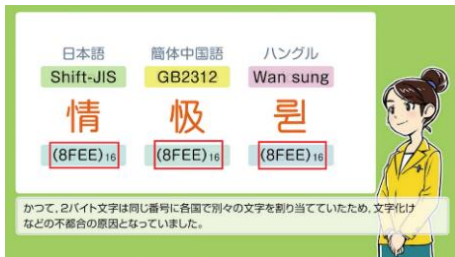 日本語 簡体中国語 ハングル
Shift-JIS GB2312 Wan sung
情 忣 뢴
(8FEE)16 (8FEE)16 (8FEE)16
かつて，2バイト文字は同じ番号に各国で別々の文字を割り当てていたため，文字化け
などの不都合の原因となっていました。